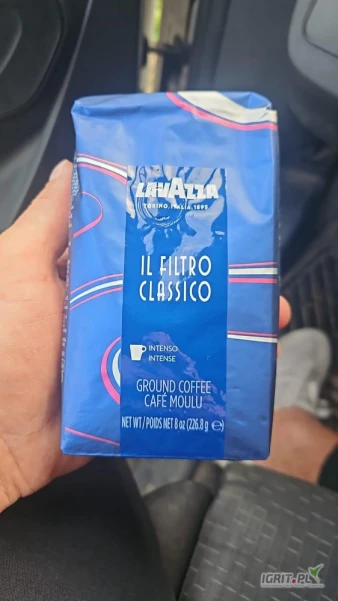 LAVAZZA
TORINO, ITALIA, 1895
IL FILTRO
CLASSICO
INTENSO
INTENSE
GROUND COFFEE
CAFÉ MOULU
NET WT/POIDS NET 8 oz (226.8 g) e
IGRIT.PL